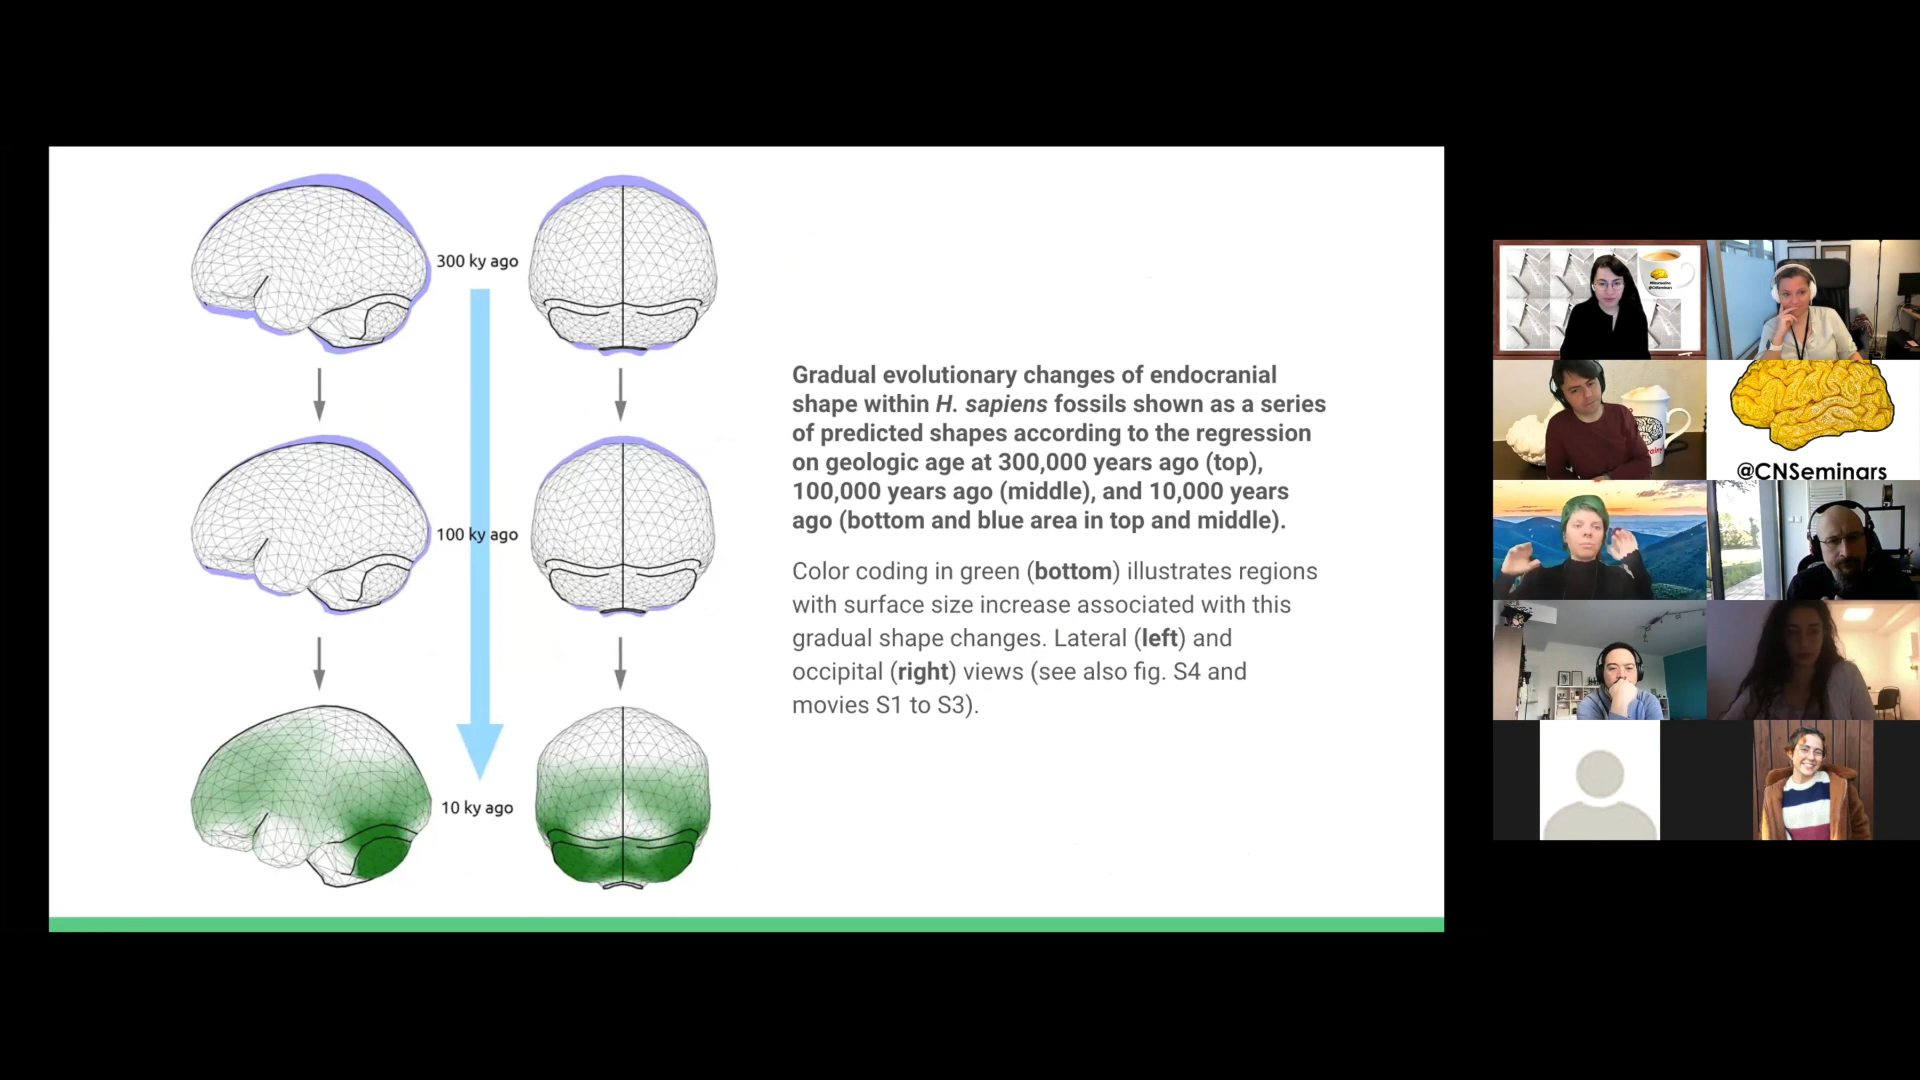 300 ky ago
100 ky ago
10 ky ago
Gradual evolutionary changes of endocranial
shape within H. sapiens fossils shown as a series
of predicted shapes according to the regression
on geologic age at 300,000 years ago (top),
100,000 years ago (middle), and 10,000 years
ago (bottom and blue area in top and middle).
Color coding in green (bottom) illustrates regions
with surface size increase associated with this
gradual shape changes. Lateral (left) and
occipital (right) views (see also fig. S4 and
movies S1 to S3).
@CNSeminars